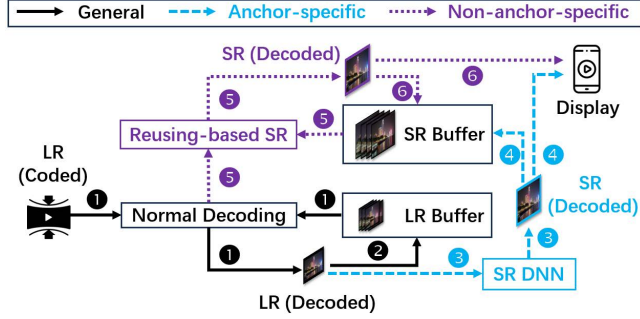 General
Anchor-specific
Non-anchor-specific
SR (Decoded)
6
6
5
Display
5
Reusing-based SR
SR Buffer
LR
(Coded)
4
4
5
1
1
Normal Decoding
LR Buffer
SR
(Decoded)
1
2
3
3
SR DNN
LR (Decoded)